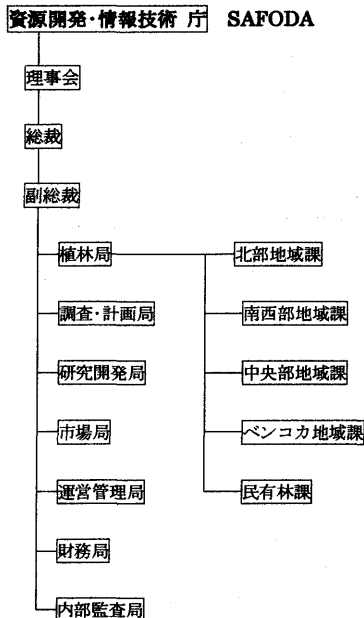 資源開発・情報技術 庁 SAFODA
理事会
総裁
副総裁
植林局
北部地域課
調査・計画局
南西部地域課
研究開発局
中央部地域課
市場局
ベンコカ地域課
運営管理局
民有林課
財務局
内部監査局